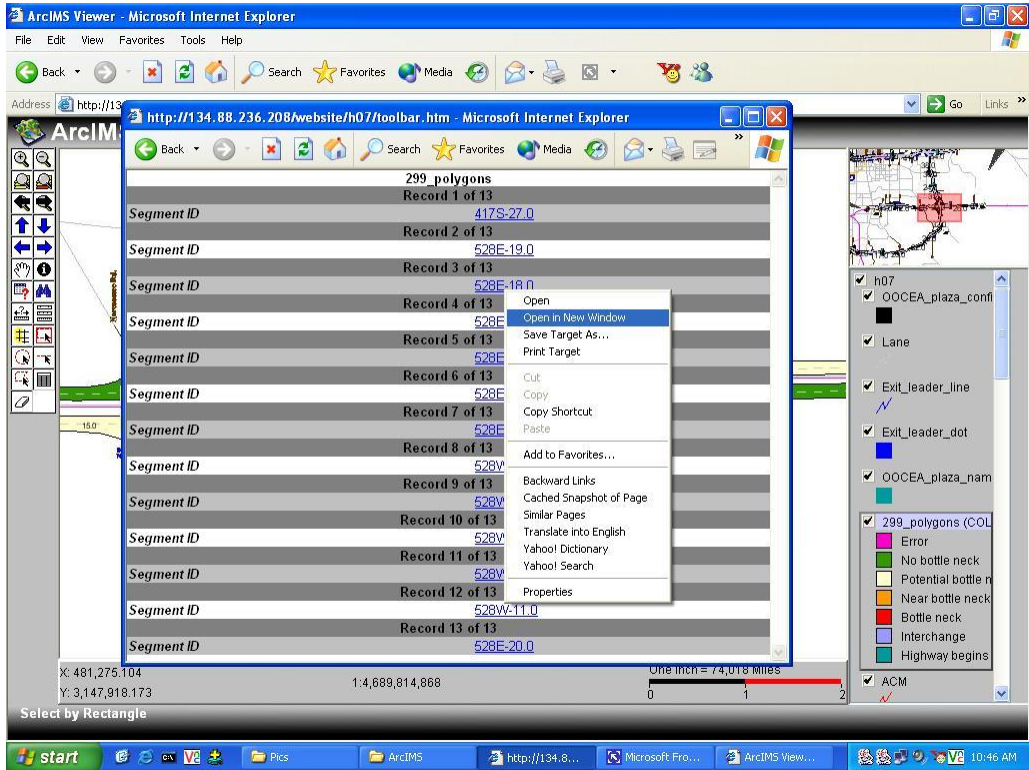 ArcIMS Viewer - Microsoft Internet Explorer
File Edit View Favorites Tools Help
Back Search Favorites Media
Address http://13 Go Links »
ArcIM
http://134.88.236.208/website/h07/toolbar.htm - Microsoft Internet Explorer
Back Search Favorites Media »
299_polygons
Record 1 of 13
Segment ID 417S-27.0
Record 2 of 13
Segment ID 528E-19.0
Record 3 of 13
Segment ID 528E-18.0
Record 4 of 13
Segment ID 528E
Record 5 of 13
Segment ID 528E
Record 6 of 13
Segment ID 528E
Record 7 of 13
Segment ID 528E
Record 8 of 13
Segment ID 528W
Record 9 of 13
Segment ID 528W
Record 10 of 13
Segment ID 528W
Record 11 of 13
Segment ID 528W
Record 12 of 13
Segment ID 528W-11.0
Record 13 of 13
Segment ID 528E-20.0
Open
Open in New Window
Save Target As...
Print Target
Cut
Copy
Copy Shortcut
Paste
Add to Favorites...
Backward Links
Cached Snapshot of Page
Similar Pages
Translate into English
Yahoo! Dictionary
Yahoo! Search
Properties
15.0
h07
OOCEA_plaza_confi
Lane
Exit_leader_line
Exit_leader_dot
OOCEA_plaza_nam
299_polygons (COL
Error
No bottle neck
Potential bottle n
Near bottle neck
Bottle neck
Interchange
Highway begins
ACM
X: 481,275.104
Y: 3,147,918.173
1:4,689,814,868
One Inch = 74,018 Miles
0 1 2
Select by Rectangle
start Pics ArcIMS http://134.8... Microsoft Fro... ArcIMS View... 10:46 AM